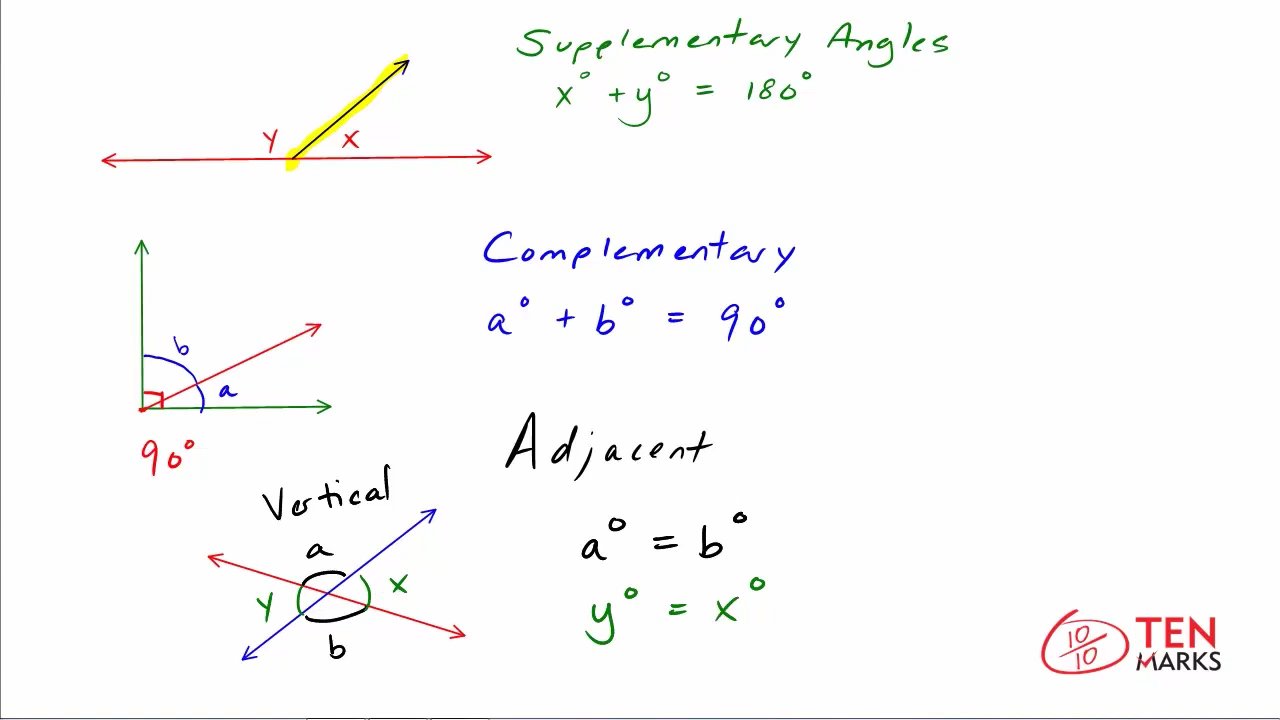 Supplementary Angles
x° + y° = 180°
y x
Complementary
a° + b° = 90°
b
a
90°
Adjacent
Vertical
a° = b°
a
y x
y° = x°
b
10/10 TEN
MARKS